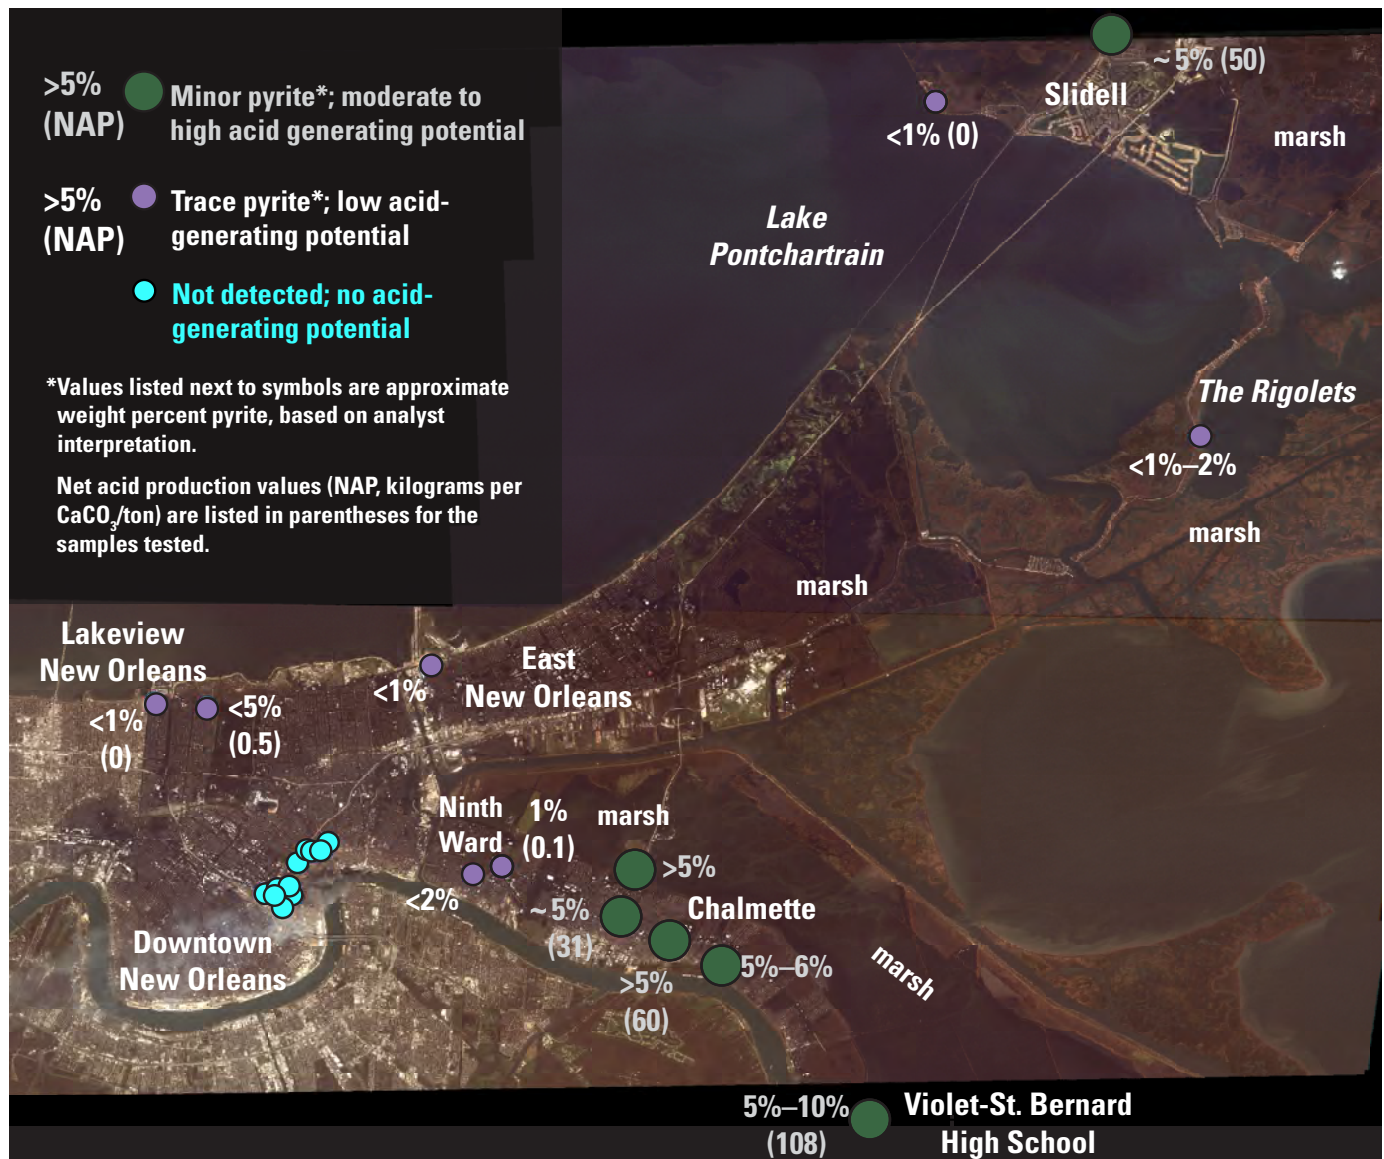 >5%
(NAP)
Minor pyrite*; moderate to
high acid generating potential
>5%
(NAP)
Trace pyrite*; low acid-
generating potential
Not detected; no acid-
generating potential
*Values listed next to symbols are approximate
weight percent pyrite, based on analyst
interpretation.
Net acid production values (NAP, kilograms per
CaCO3/ton) are listed in parentheses for the
samples tested.
~5% (50)
Slidell
<1% (0)
marsh
Lake
Pontchartrain
The Rigolets
<1%–2%
marsh
marsh
Lakeview
New Orleans
<1%
(0)
<5%
(0.5)
<1%
East
New Orleans
Ninth
Ward
1%
(0.1)
<2%
marsh
>5%
~5%
(31)
Chalmette
>5%
(60)
5%–6%
marsh
Downtown
New Orleans
5%–10%
(108)
Violet-St. Bernard
High School